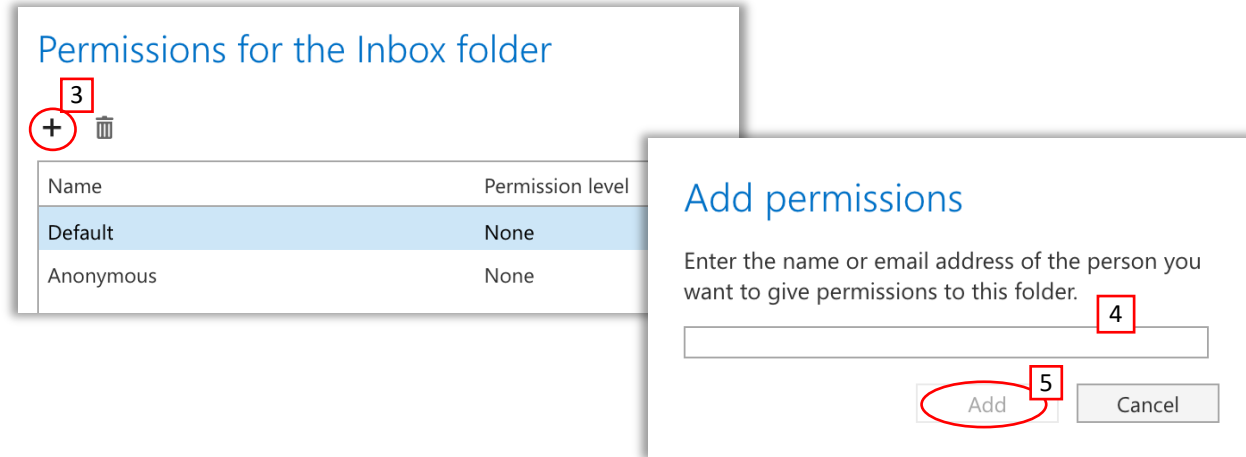 Permissions for the Inbox folder
3
+
Name Permission level
Default None
Anonymous None
Add permissions
Enter the name or email address of the person you
want to give permissions to this folder.
4
5
Add Cancel